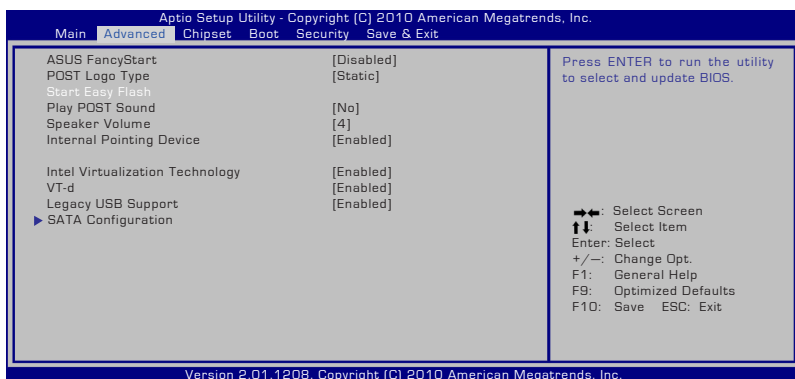 Aptio Setup Utility - Copyright (C) 2010 American Megatrends, Inc.
Main Advanced Chipset Boot Security Save & Exit
ASUS FancyStart [Disabled]
POST Logo Type [Static]
Start Easy Flash
Play POST Sound [No]
Speaker Volume [4]
Internal Pointing Device [Enabled]
Intel Virtualization Technology [Enabled]
VT-d [Enabled]
Legacy USB Support [Enabled]
SATA Configuration
Press ENTER to run the utility
to select and update BIOS.
→←: Select Screen
↑↓: Select Item
Enter: Select
+/—: Change Opt.
F1: General Help
F9: Optimized Defaults
F10: Save ESC: Exit
Version 2.01.1208. Copyright (C) 2010 American Megatrends, Inc.